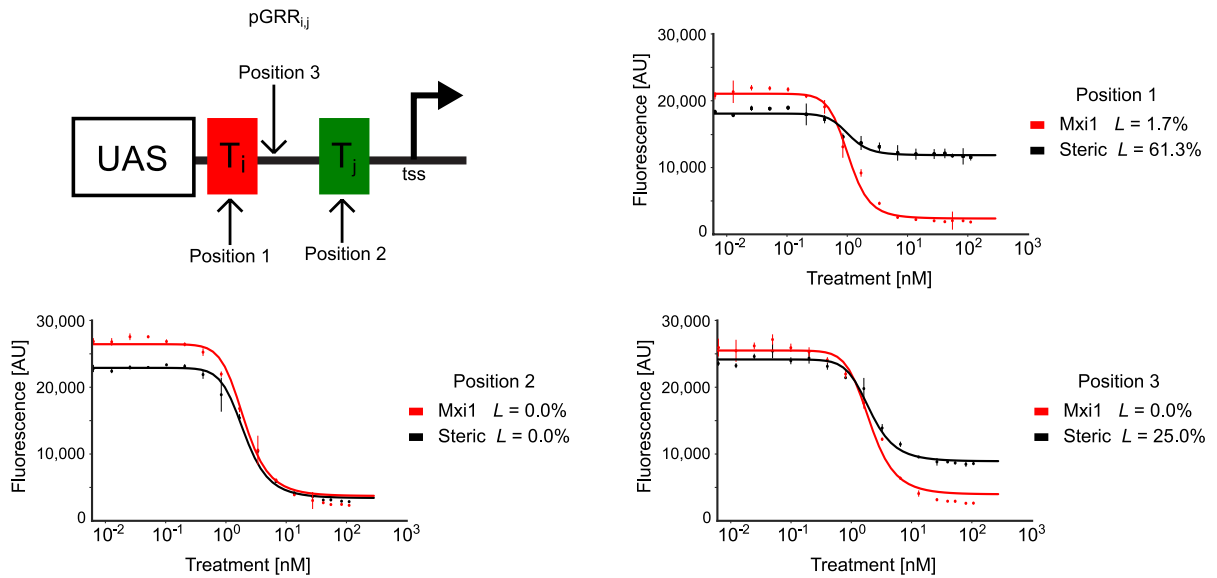 pGRRi,j
Position 3
UAS
Ti
Tj
tss
Position 1
Position 2
Fluorescence [AU]
30,000
20,000
10,000
0
10-2
10-1
100
101
102
103
Treatment [nM]
Position 1
Mxi1 L = 1.7%
Steric L = 61.3%
Fluorescence [AU]
30,000
20,000
10,000
0
10-2
10-1
100
101
102
103
Treatment [nM]
Position 2
Mxi1 L = 0.0%
Steric L = 0.0%
Fluorescence [AU]
30,000
20,000
10,000
0
10-2
10-1
100
101
102
103
Treatment [nM]
Position 3
Mxi1 L = 0.0%
Steric L = 25.0%